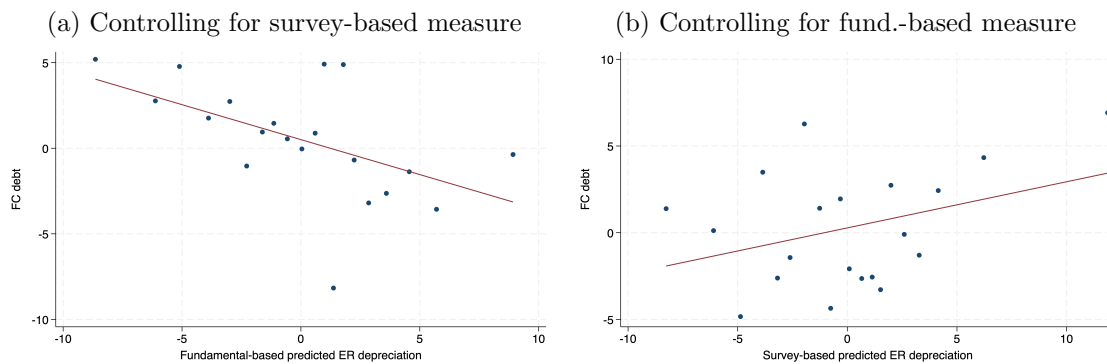 (a) Controlling for survey-based measure
5
0
-5
-10
FC debt
-10
-5
0
5
10
Fundamental-based predicted ER depreciation
(b) Controlling for fund.-based measure
10
5
0
-5
FC debt
-10
-5
0
5
Survey-based predicted ER depreciation